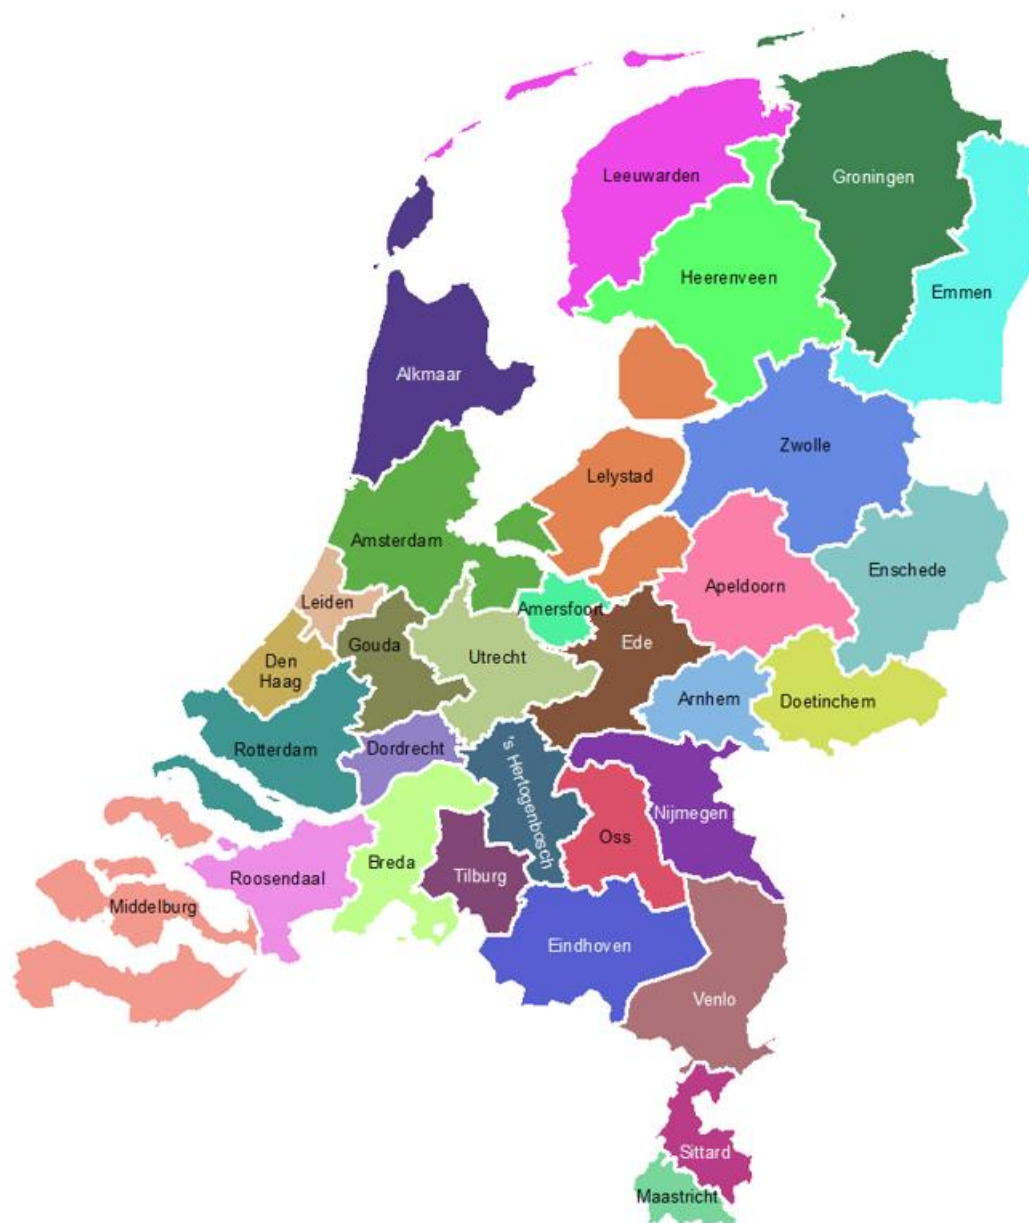 Leeuwarden
Groningen
Heerenveen
Emmen
Alkmaar
Zwolle
Lelystad
Amsterdam
Enschede
Apeldoorn
Leiden
Amersfoort
Gouda
Ede
Utrecht
Den
Haag
Arnhem
Doetinchem
Rotterdam
Dordrecht
's Hertogenbosch
Nijmegen
Oss
Breda
Tilburg
Roosendaal
Middelburg
Eindhoven
Venlo
Sittard
Maastricht